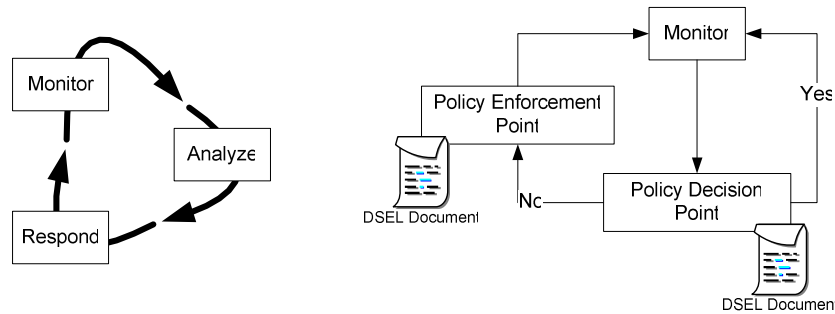 Monitor
Analyze
Respond
Monitor
Yes
Policy Enforcement
Point
DSEL Document
No
Policy Decision
Point
DSEL Document